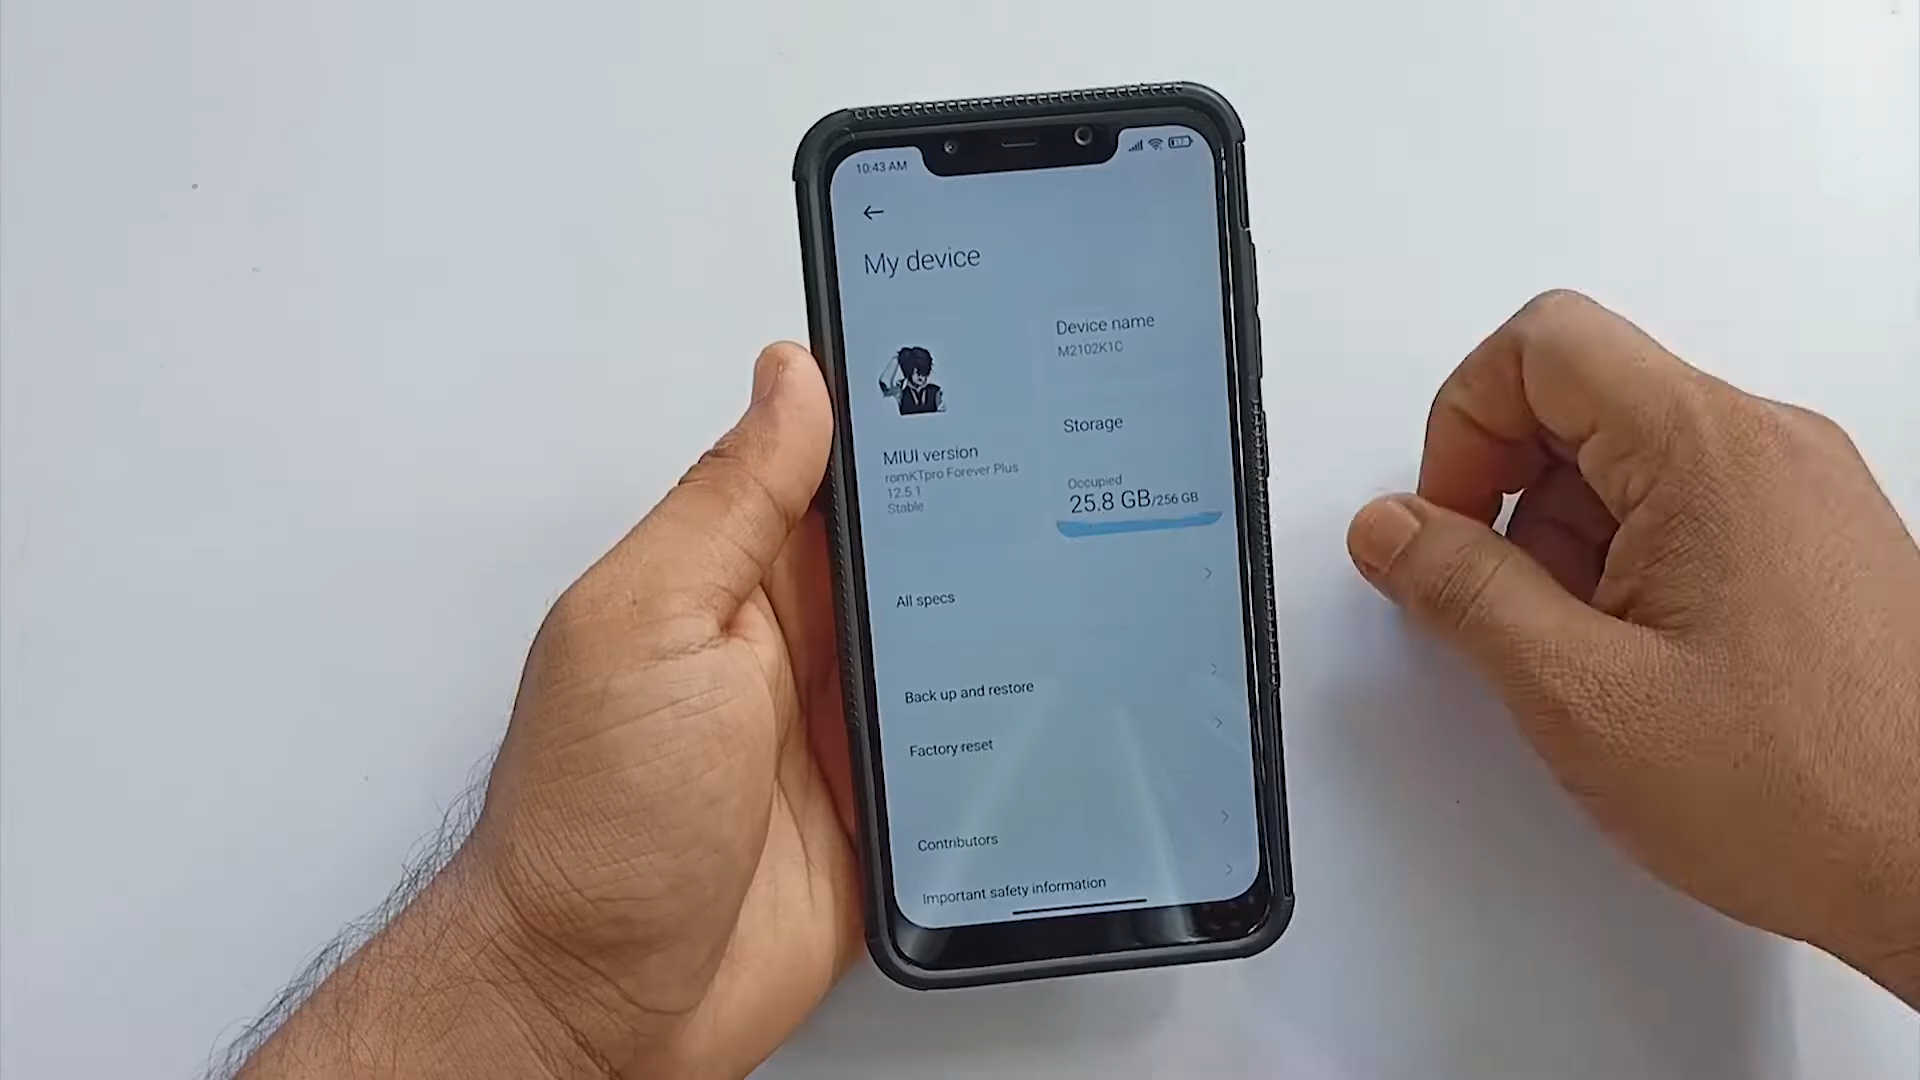 10:43 AM
My device
Device name
M2102K1C
Storage
MIUI version
romKTpro Forever Plus
12.5.1
Stable
Occupied
25.8 GB/256 GB
All specs
Back up and restore
Factory reset
Contributors
Important safety information